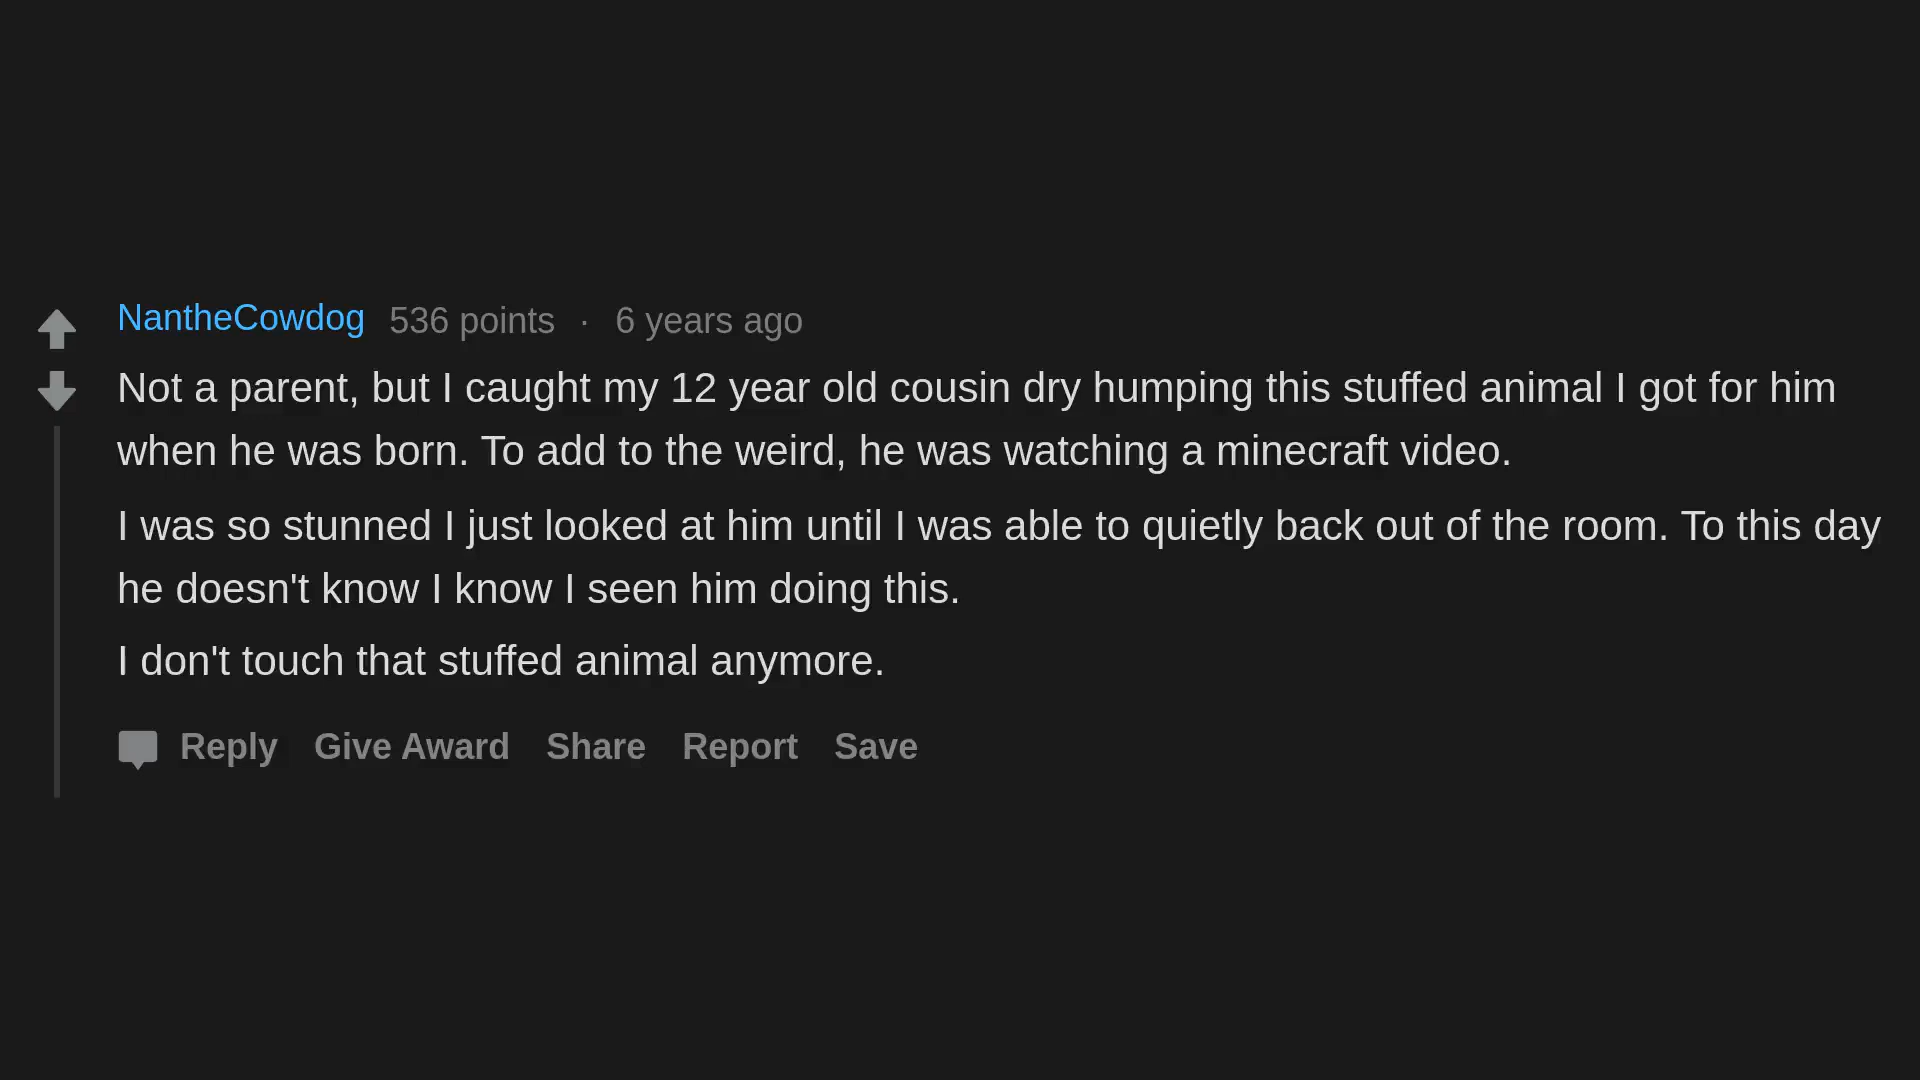 NantheCowdog 536 points · 6 years ago
Not a parent, but I caught my 12 year old cousin dry humping this stuffed animal I got for him
when he was born. To add to the weird, he was watching a minecraft video.
I was so stunned I just looked at him until I was able to quietly back out of the room. To this day
he doesn't know I know I seen him doing this.
I don't touch that stuffed animal anymore.
Reply Give Award Share Report Save